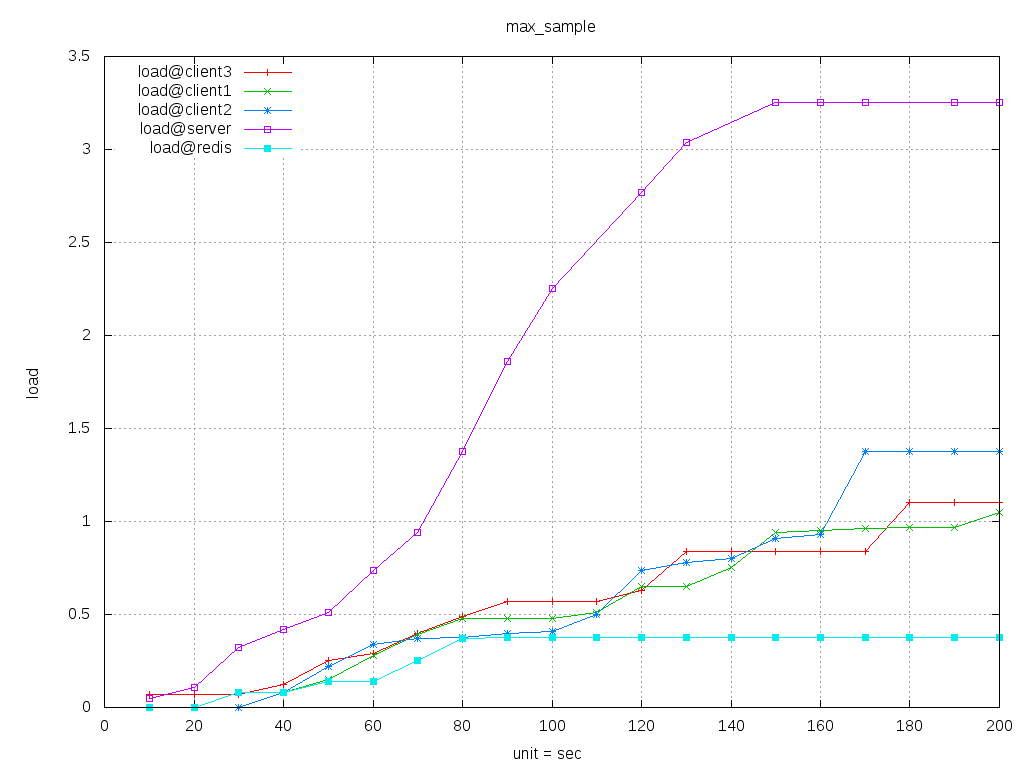 max_sample
load@client3
load@client1
load@client2
load@server
load@redis
3.5
3
2.5
2
1.5
1
0.5
0
load
0 20 40 60 80 100 120 140 160 180 200
unit = sec